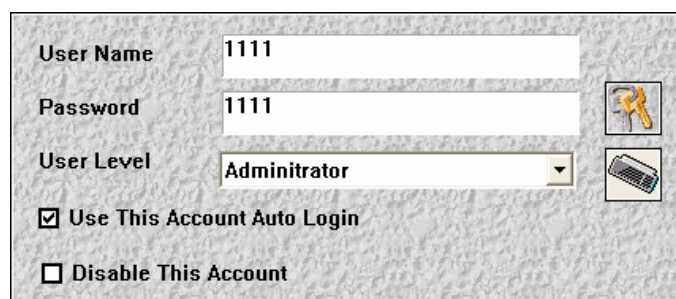 User Name 1111
Password 1111
User Level Adminitrator
Use This Account Auto Login
Disable This Account